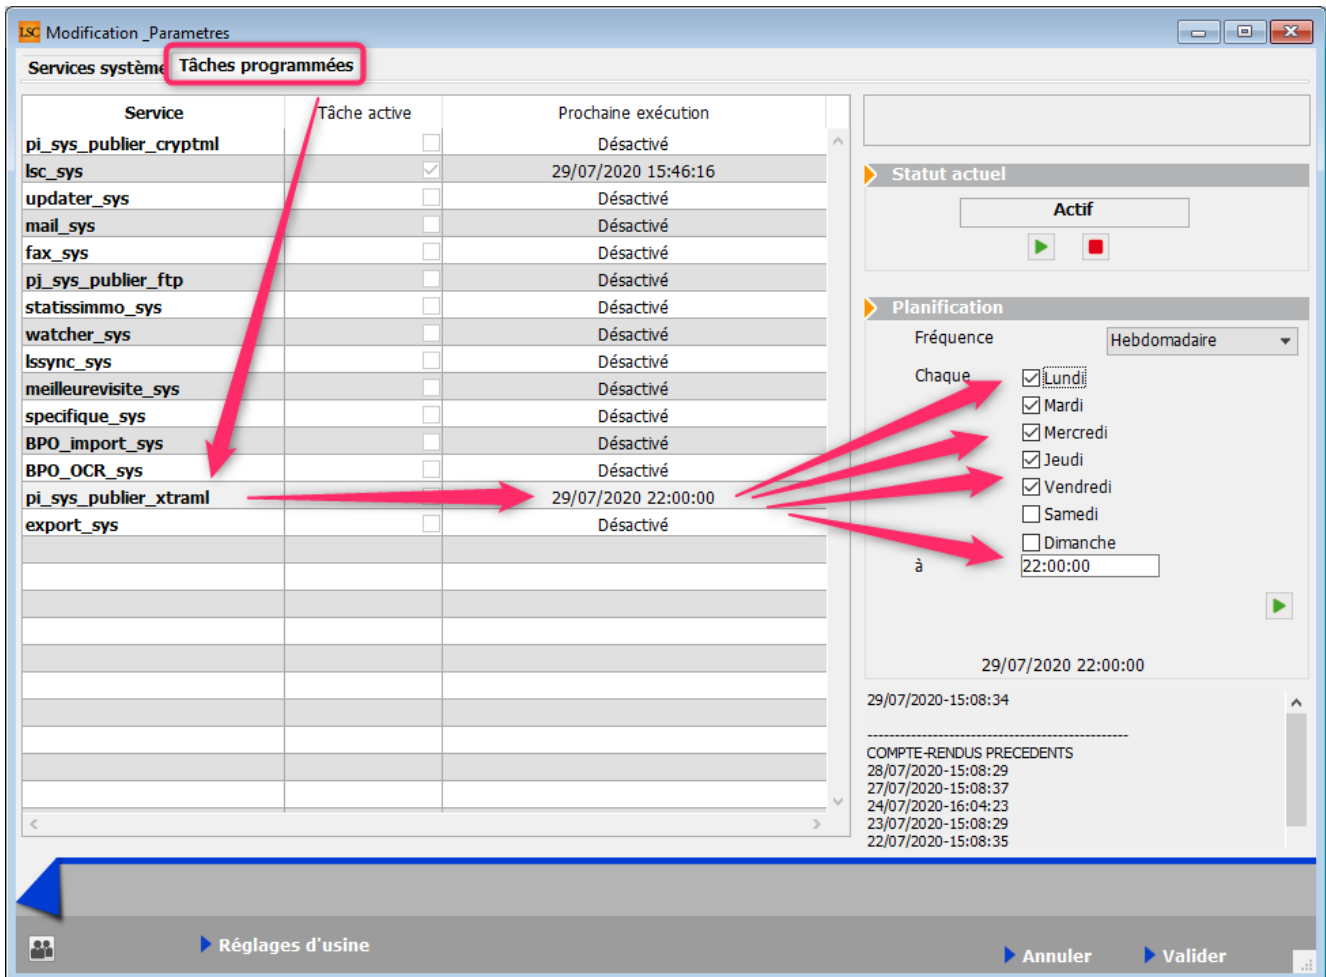 LSC Modification _Parametres
Services système Tâches programmées
Service Tâche active Prochaine exécution
pi_sys_publier_cryptml Désactivé
lsc_sys 29/07/2020 15:46:16
updater_sys Désactivé
mail_sys Désactivé
fax_sys Désactivé
pj_sys_publier_ftp Désactivé
statissimmo_sys Désactivé
watcher_sys Désactivé
lssync_sys Désactivé
meilleurevisite_sys Désactivé
specifique_sys Désactivé
BPO_import_sys Désactivé
BPO_OCR_sys Désactivé
pi_sys_publier_xtraml 29/07/2020 22:00:00
export_sys Désactivé
Statut actuel
Actif
Planification
Fréquence Hebdomadaire
Chaque Lundi
Mardi
Mercredi
Jeudi
Vendredi
Samedi
Dimanche
à 22:00:00
29/07/2020 22:00:00
29/07/2020-15:08:34
------------------------------------------------
COMPTE-RENDUS PRECEDENTS
28/07/2020-15:08:29
27/07/2020-15:08:37
24/07/2020-16:04:23
23/07/2020-15:08:29
22/07/2020-15:08:35
Réglages d'usine
Annuler Valider